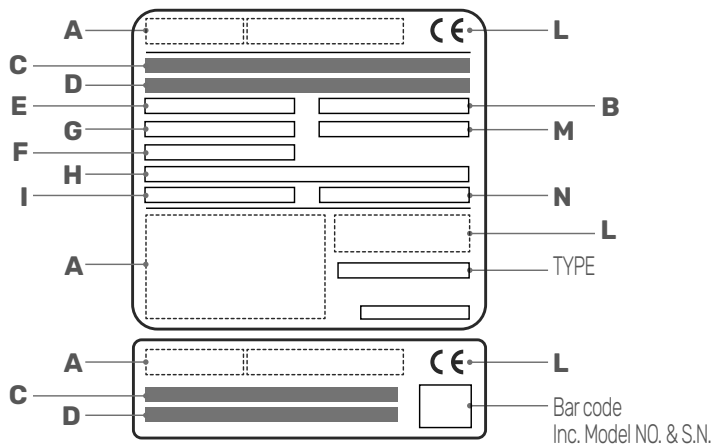 A CE L
C
D
E B
G M
F
H
I N
L
A TYPE
A CE L
C
D
Bar code
Inc. Model NO. & S.N.